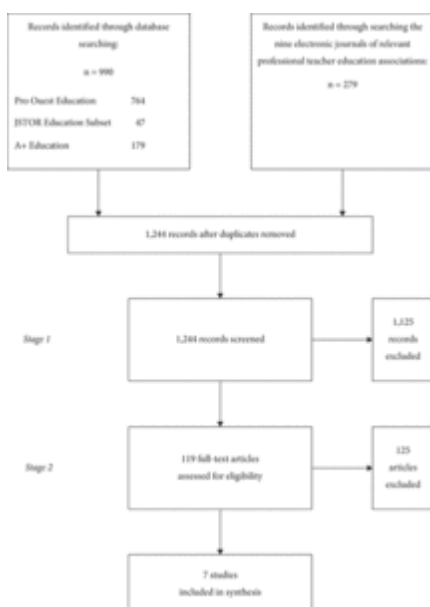 Records identified through database
searching:
n = 990
Pro Quest Education 764
JSTOR Education Subset 47
A+ Education 179
Records identified through searching the
nine electronic journals of relevant
professional teacher education associations:
n = 279
1,244 records after duplicates removed
Stage 1
1,244 records screened
1,125
records
excluded
Stage 2
119 full-text articles
assessed for eligibility
125
articles
excluded
7 studies
included in synthesis